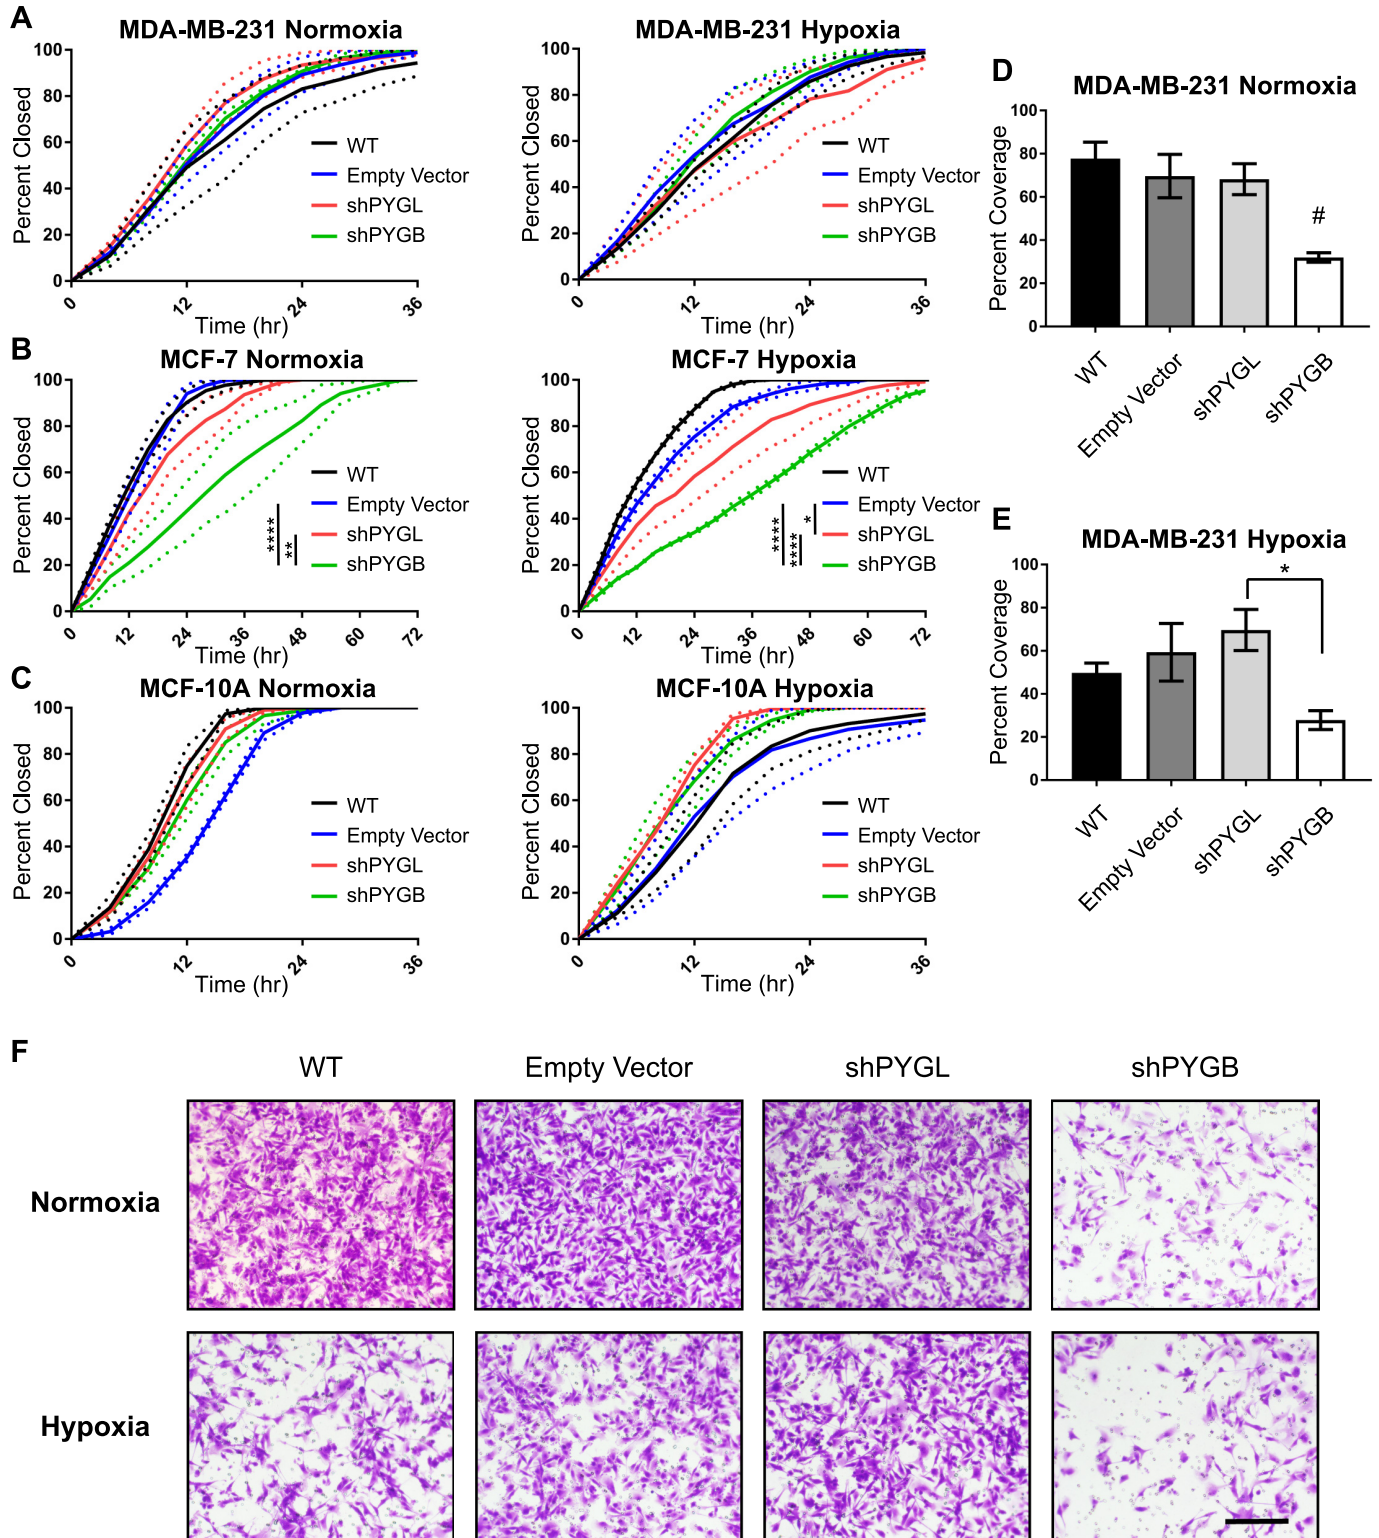 A
MDA-MB-231 Normoxia
Percent Closed
100
80
60
40
20
0
WT
Empty Vector
shPYGL
shPYGB
0
12
24
36
Time (hr)
MDA-MB-231 Hypoxia
Percent Closed
100
80
60
40
20
0
WT
Empty Vector
shPYGL
shPYGB
0
12
24
36
Time (hr)
B
MCF-7 Normoxia
Percent Closed
100
80
60
40
20
0
WT
Empty Vector
shPYGL
shPYGB
****
**
0
12
24
36
48
60
72
Time (hr)
MCF-7 Hypoxia
Percent Closed
100
80
60
40
20
0
WT
Empty Vector
shPYGL
shPYGB
****
****
*
0
12
24
36
48
60
72
Time (hr)
C
MCF-10A Normoxia
Percent Closed
100
80
60
40
20
0
WT
Empty Vector
shPYGL
shPYGB
0
12
24
36
Time (hr)
MCF-10A Hypoxia
Percent Closed
100
80
60
40
20
0
WT
Empty Vector
shPYGL
shPYGB
0
12
24
36
Time (hr)
D
MDA-MB-231 Normoxia
Percent Coverage
100
80
60
40
20
0
#
WT
Empty Vector
shPYGL
shPYGB
E
MDA-MB-231 Hypoxia
Percent Coverage
100
80
60
40
20
0
*
WT
Empty Vector
shPYGL
shPYGB
F
WT
Empty Vector
shPYGL
shPYGB
Normoxia
Hypoxia